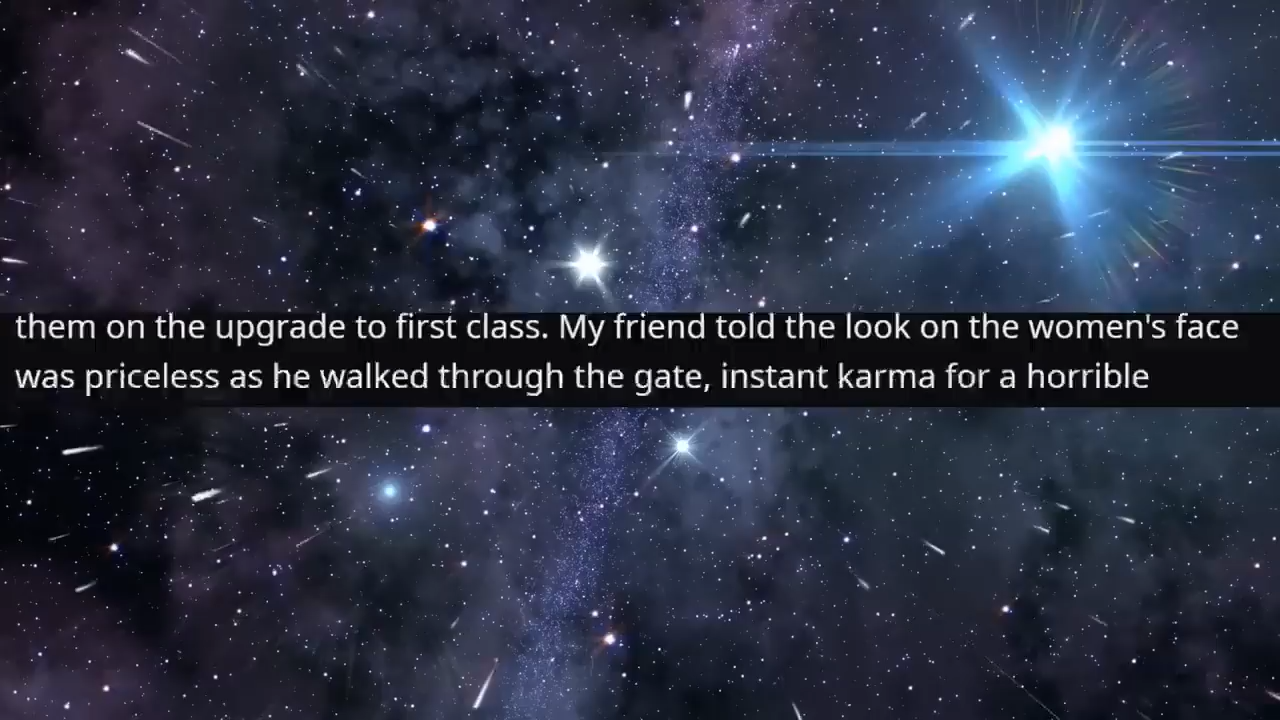 them on the upgrade to first class. My friend told the look on the women's face
was priceless as he walked through the gate, instant karma for a horrible